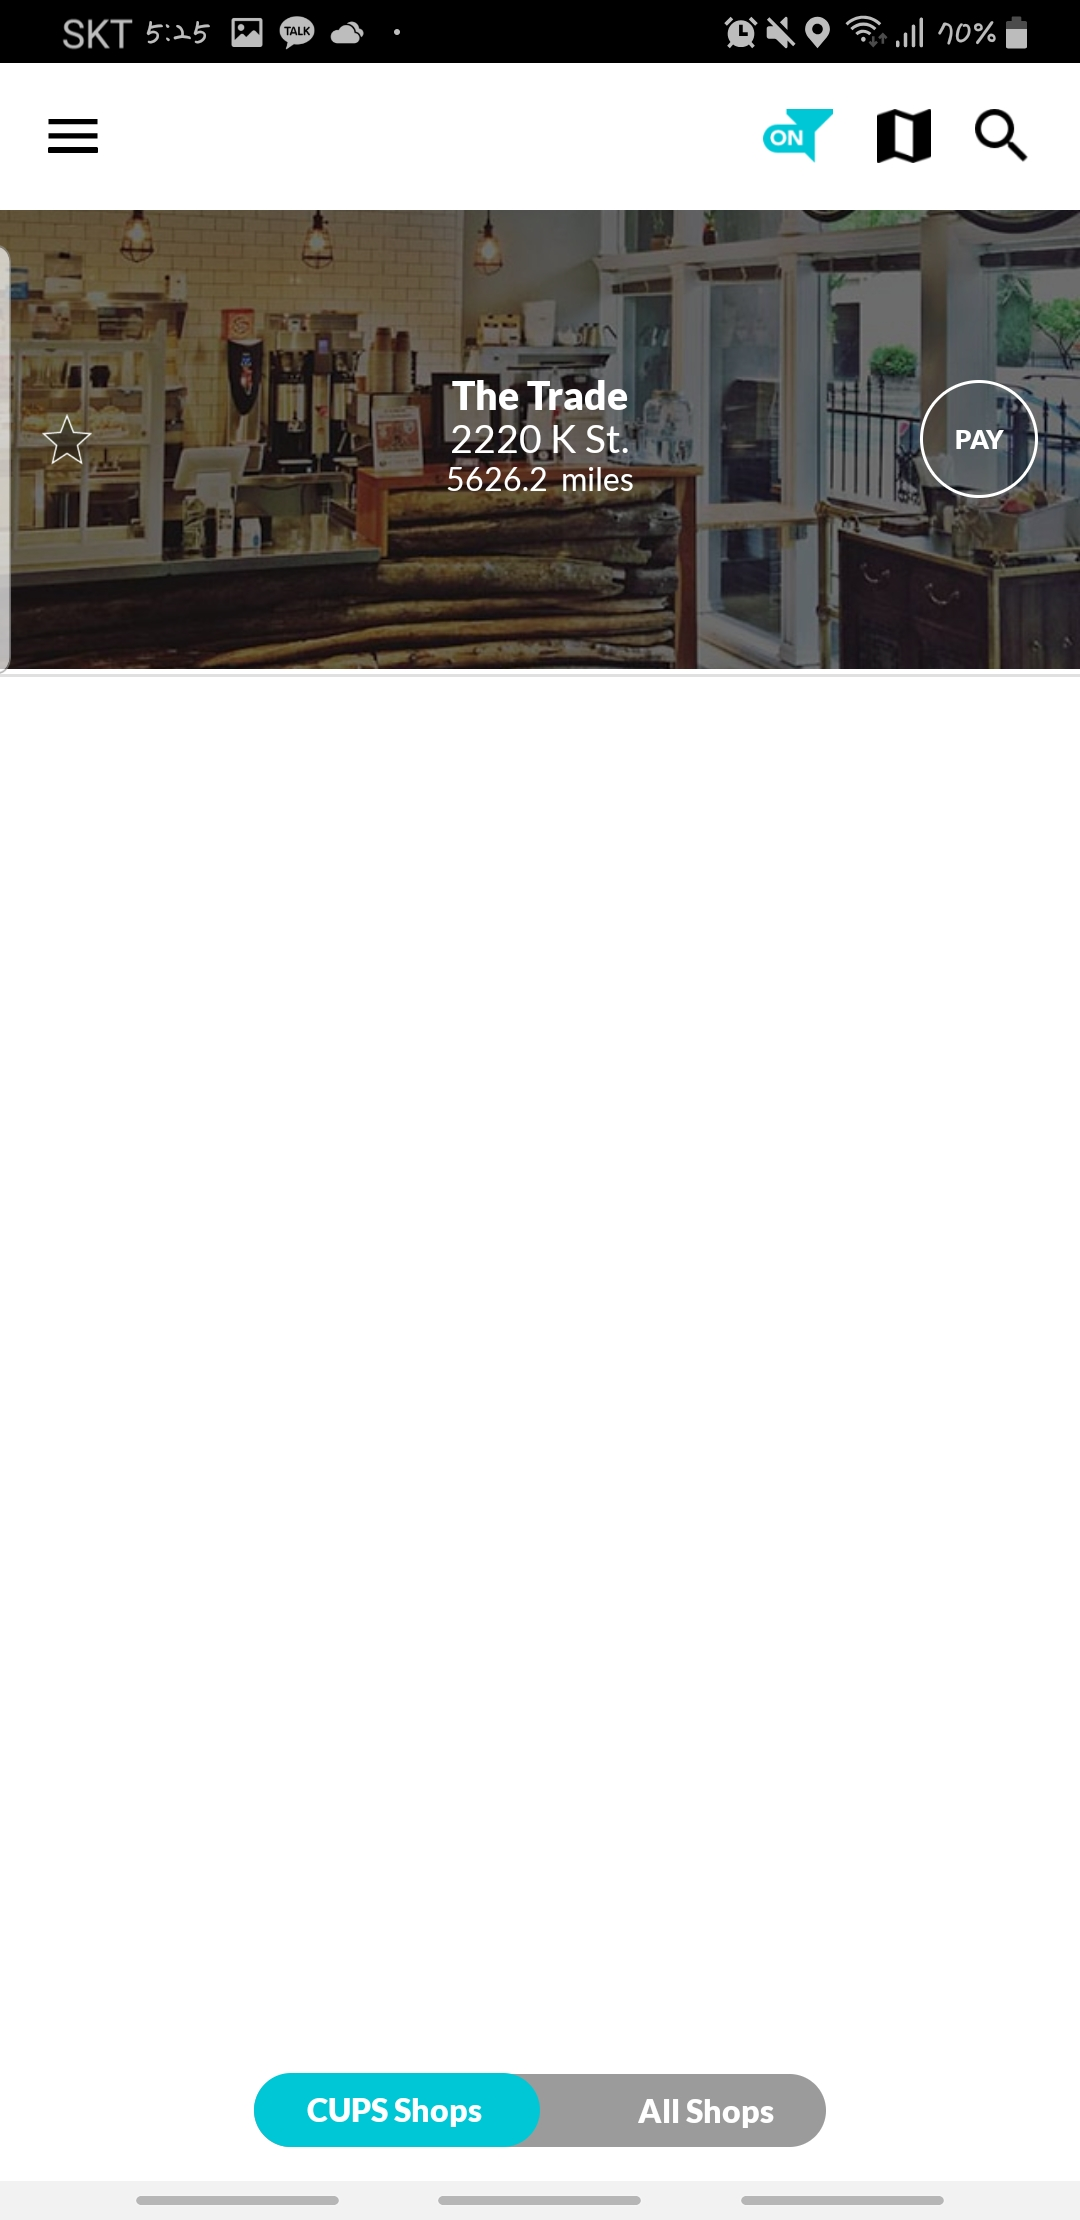 SKT 5:25 TALK 70%
ON
The Trade
2220 K St.
5626.2 miles
PAY
CUPS Shops All Shops